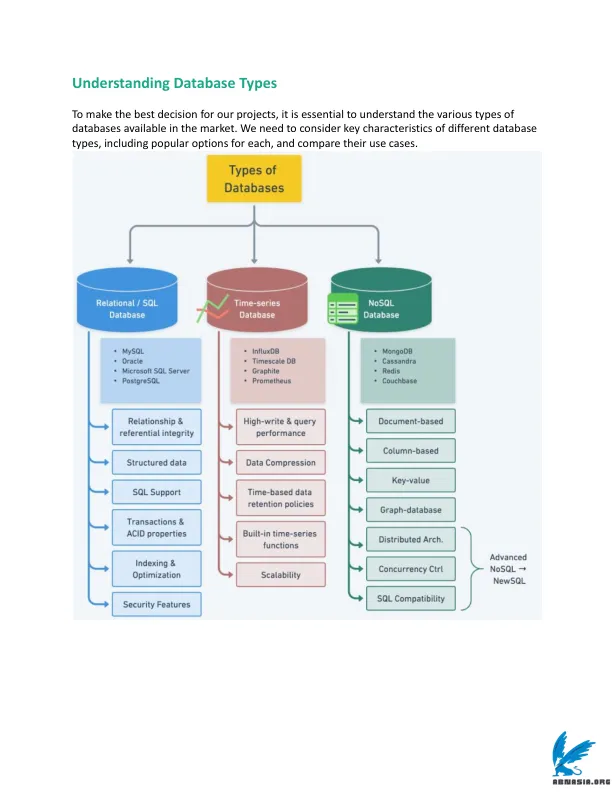 Understanding Database Types
To make the best decision for our projects, it is essential to understand the various types of
databases available in the market. We need to consider key characteristics of different database
types, including popular options for each, and compare their use cases.
Types of
Databases
Relational / SQL
Database
• MySQL
• Oracle
• Microsoft SQL Server
• PostgreSQL
Relationship &
referential integrity
Structured data
SQL Support
Transactions &
ACID properties
Indexing &
Optimization
Security Features
Time-series
Database
• InfluxDB
• Timescale DB
• Graphite
• Prometheus
High-write & query
performance
Data Compression
Time-based data
retention policies
Built-in time-series
functions
Scalability
NoSQL
Database
• MongoDB
• Cassandra
• Redis
• Couchbase
Document-based
Column-based
Key-value
Graph-database
Distributed Arch.
Concurrency Ctrl
SQL Compatibility
Advanced
NoSQL →
NewSQL
ABNASIA.ORG